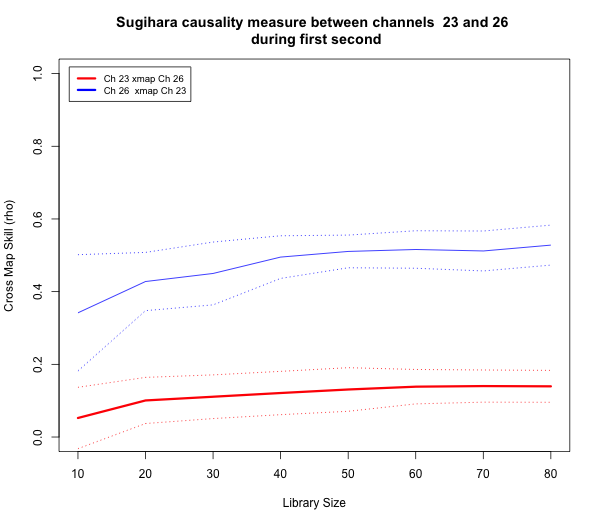 Sugihara causality measure between channels  23 and 26
during first second
Ch 23 xmap Ch 26
Ch 26  xmap Ch 23
Cross Map Skill (rho)
1.0
0.8
0.6
0.4
0.2
0.0
10 20 30 40 50 60 70 80
Library Size